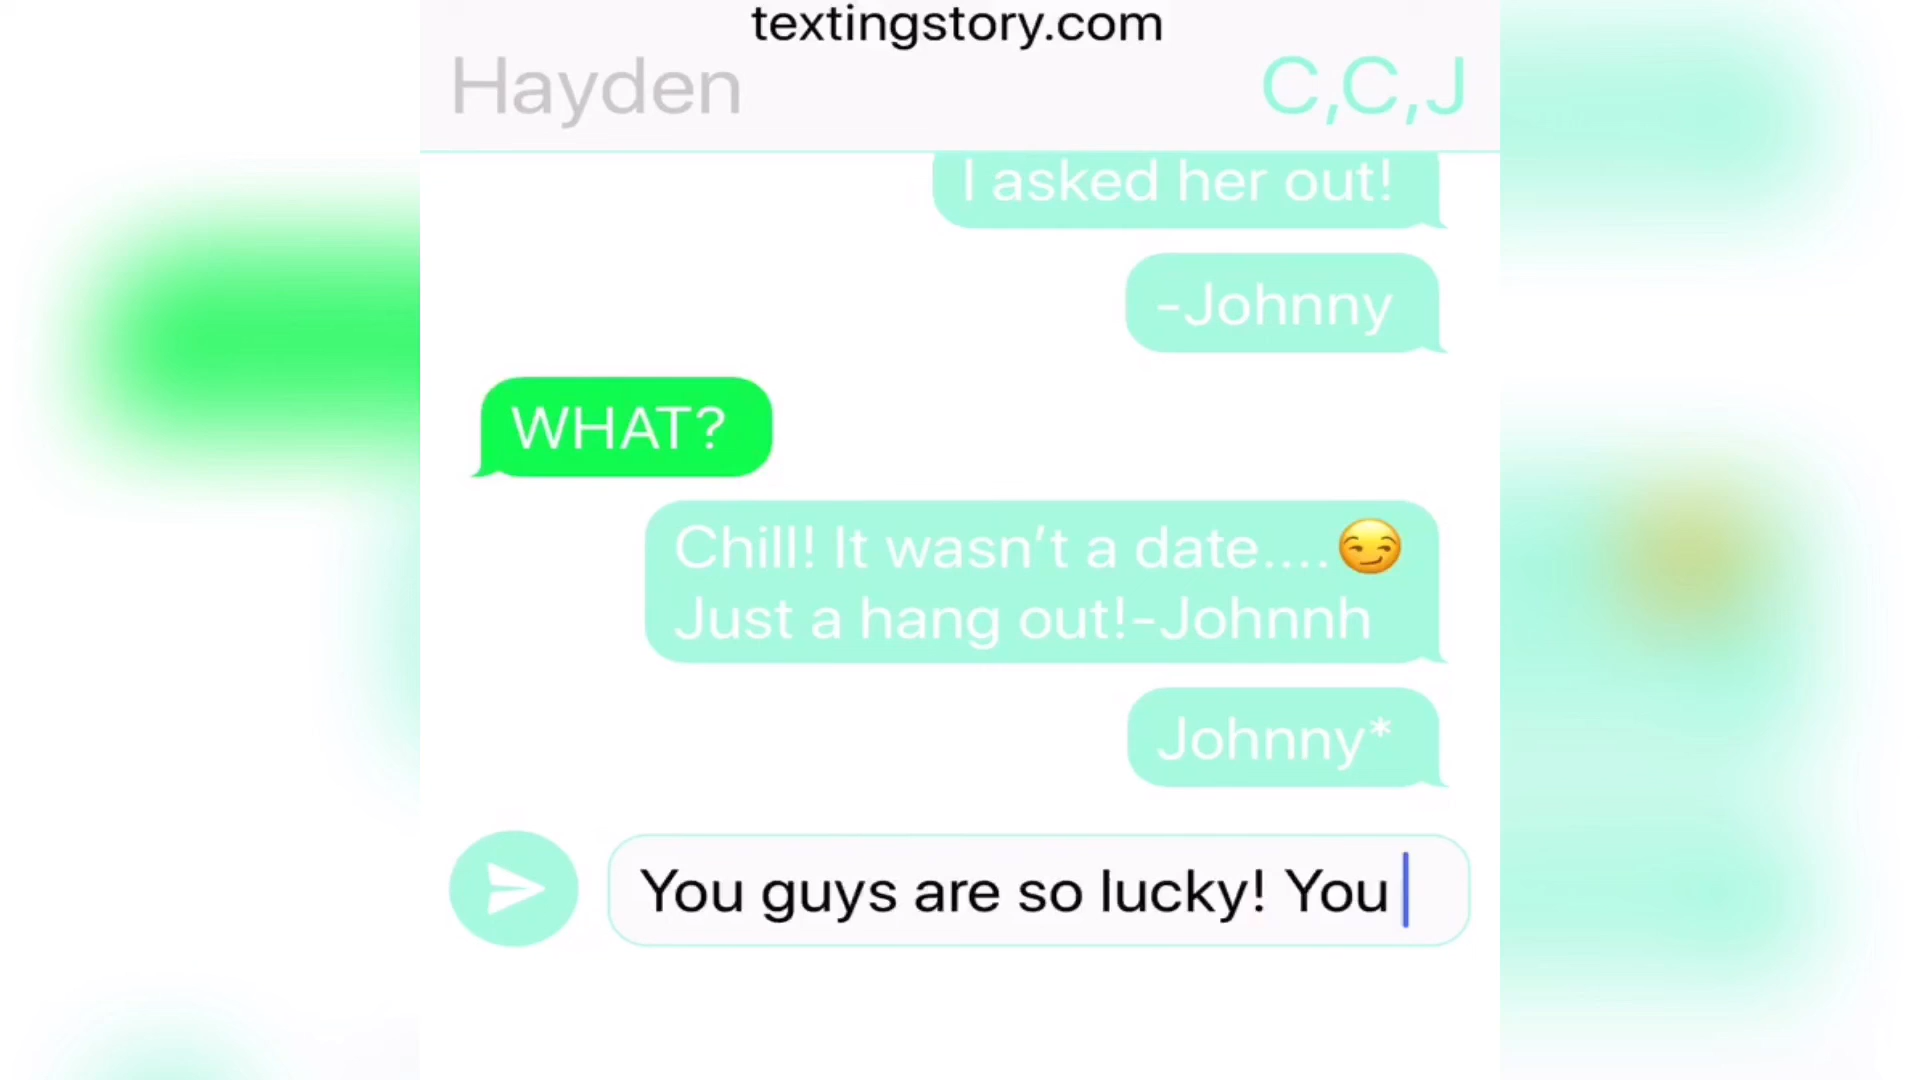 textingstory.com
Hayden
C,C,J
I asked her out!
-Johnny
WHAT?
Chill! It wasn’t a date....😏
Just a hang out!-Johnnh
Johnny*
You guys are so lucky! You